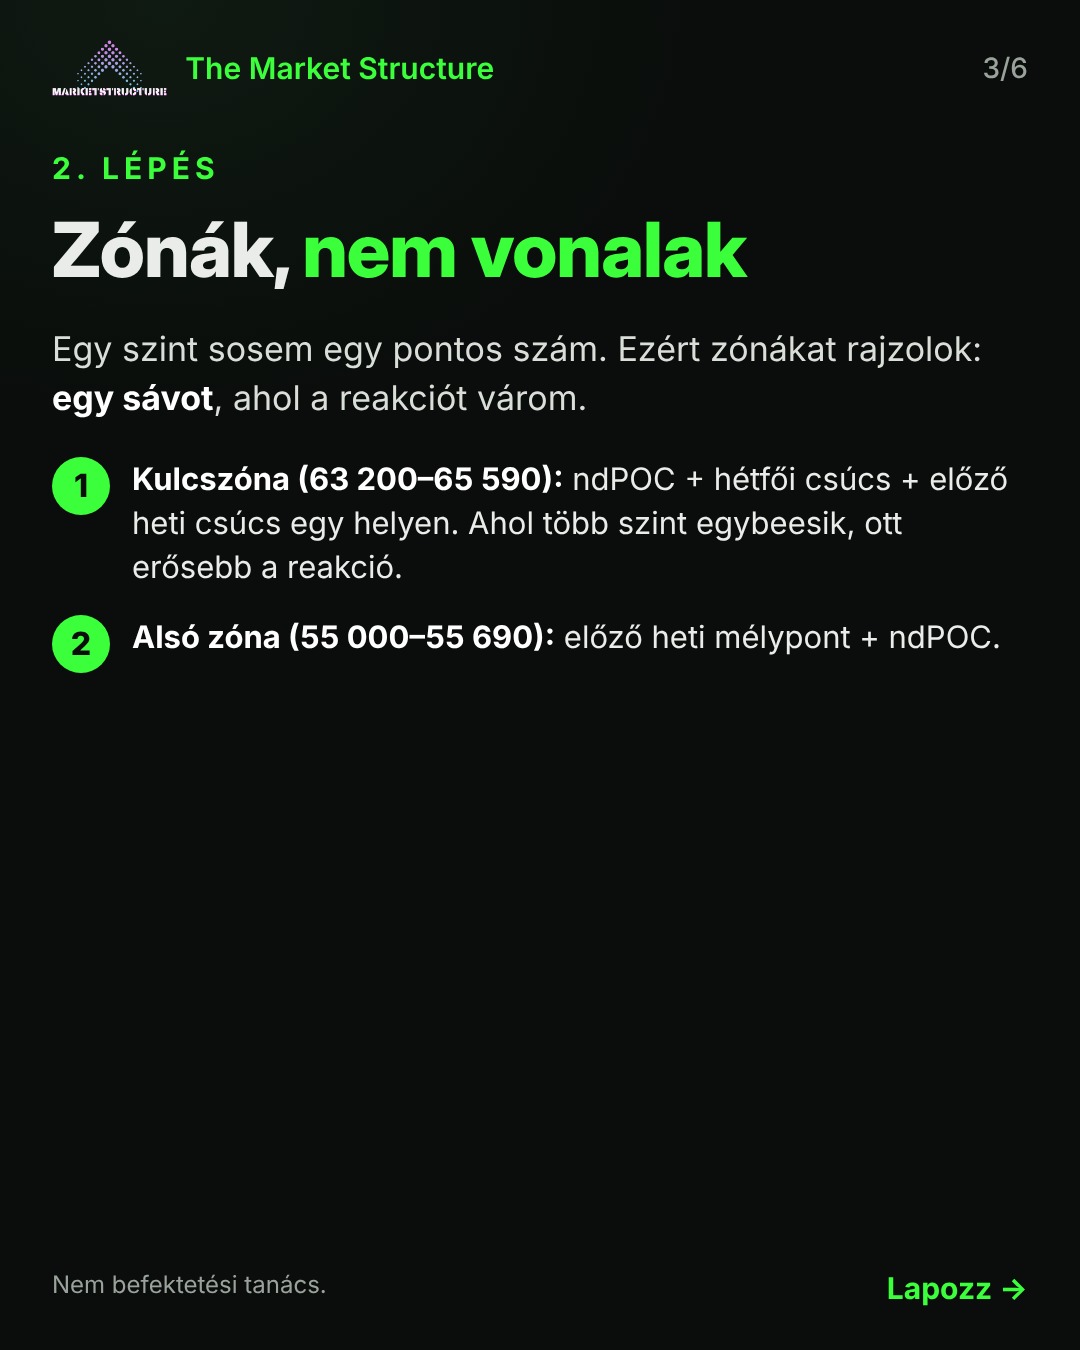 MARKETSTRUCTURE
The Market Structure
3/6
2. LÉPÉS
Zónák, nem vonalak
Egy szint sosem egy pontos szám. Ezért zónákat rajzolok:
egy sávot, ahol a reakciót várom.
1
Kulcszóna (63 200–65 590): ndPOC + hétfői csúcs + előző
heti csúcs egy helyen. Ahol több szint egybeesik, ott
erősebb a reakció.
2
Alsó zóna (55 000–55 690): előző heti mélypont + ndPOC.
Nem befektetési tanács.
Lapozz →